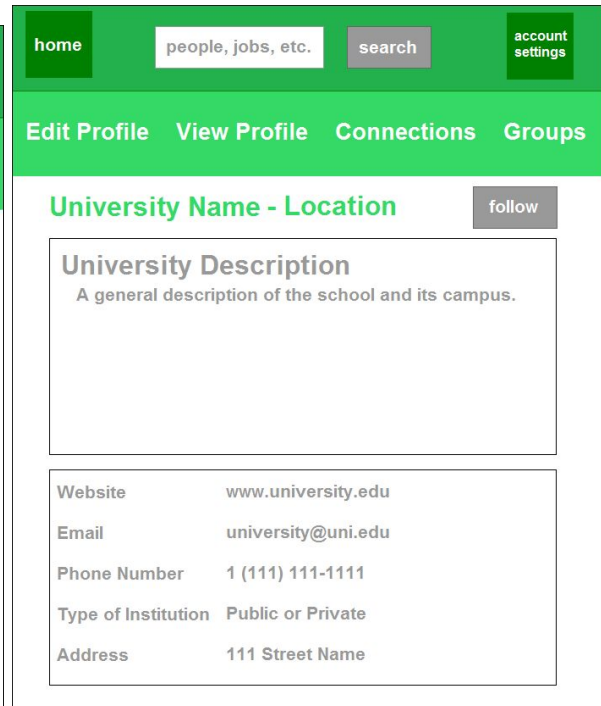 home
people, jobs, etc.
search
account
settings
Edit Profile View Profile Connections Groups
University Name - Location
follow
University Description
A general description of the school and its campus.
Website www.university.edu
Email university@uni.edu
Phone Number 1 (111) 111-1111
Type of Institution Public or Private
Address 111 Street Name